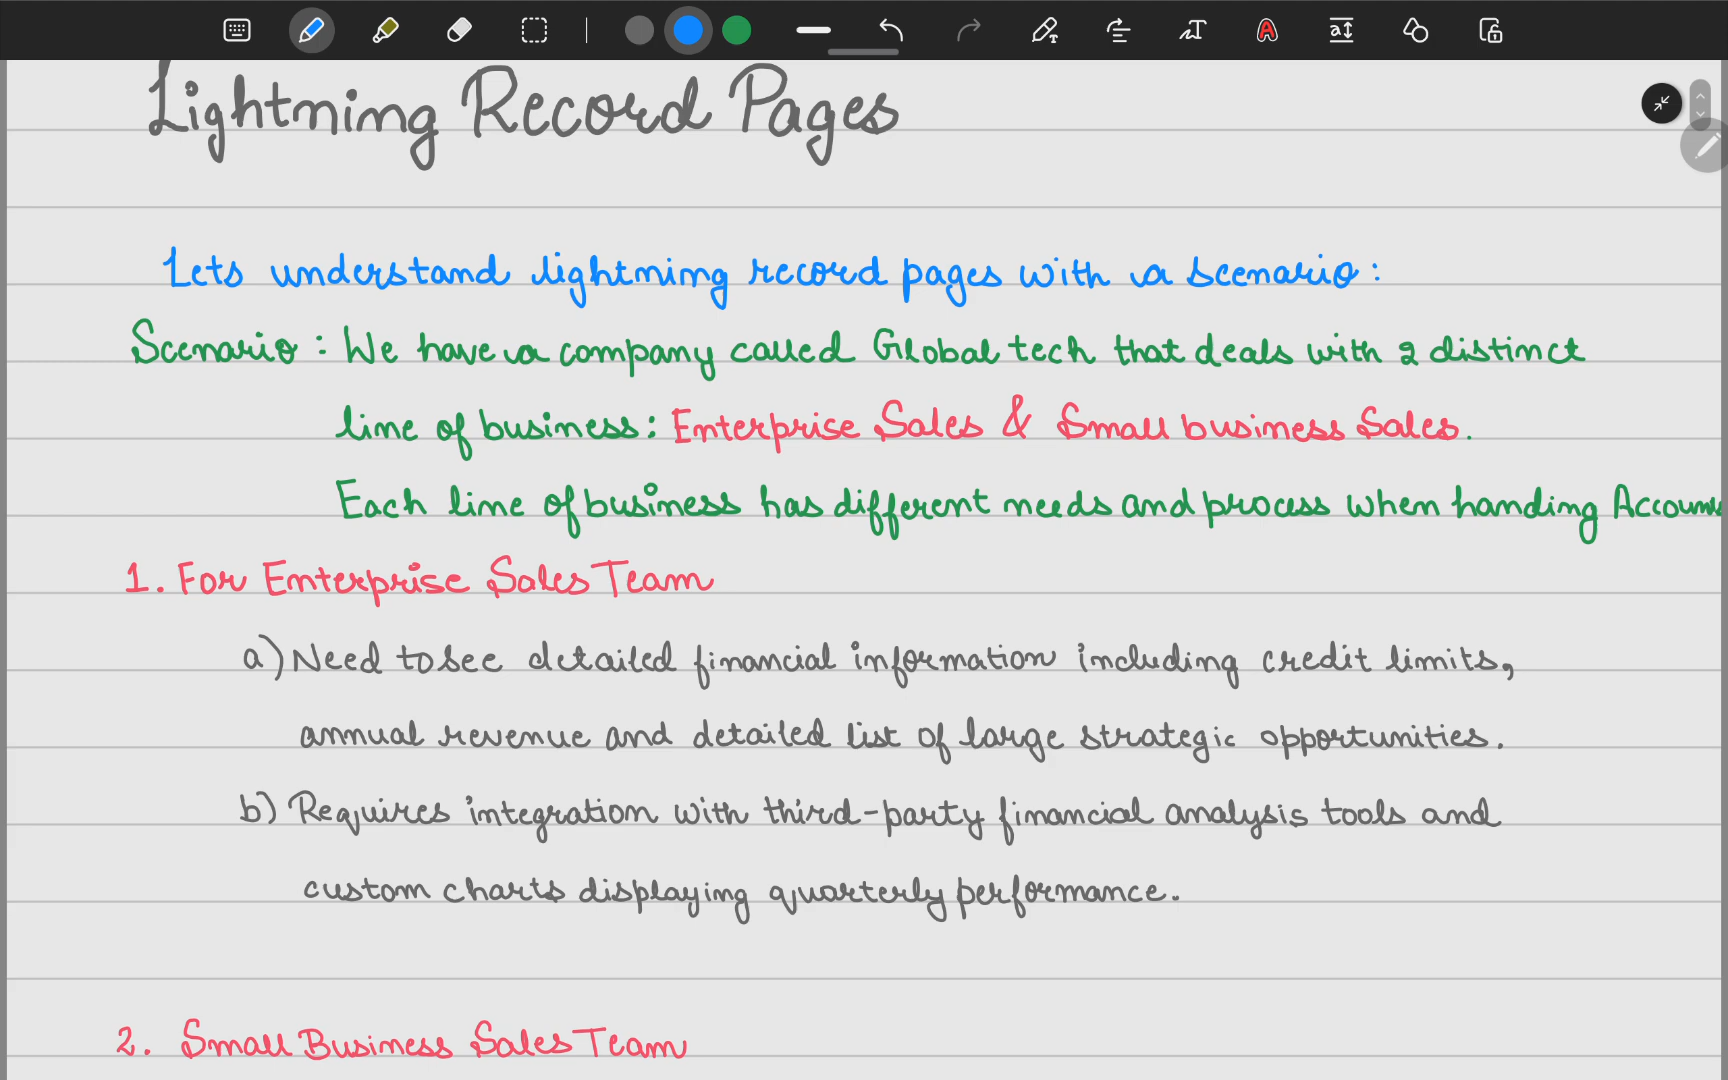 Lightning Record Pages
Lets understand lightning record pages with a scenario:
Scenario: We have a company called Global tech that deals with 2 distinct
line of business: Enterprise Sales & Small business Sales.
Each line of business has different needs and process when handing
1. For Enterprise Sales Team
a) Need to see detailed financial information including credit limits,
annual revenue and detailed list of large strategic opportunities.
b) Requires integration with third-party financial analysis tools and
custom charts displaying quarterly performance.
2. Small Business Sales Team